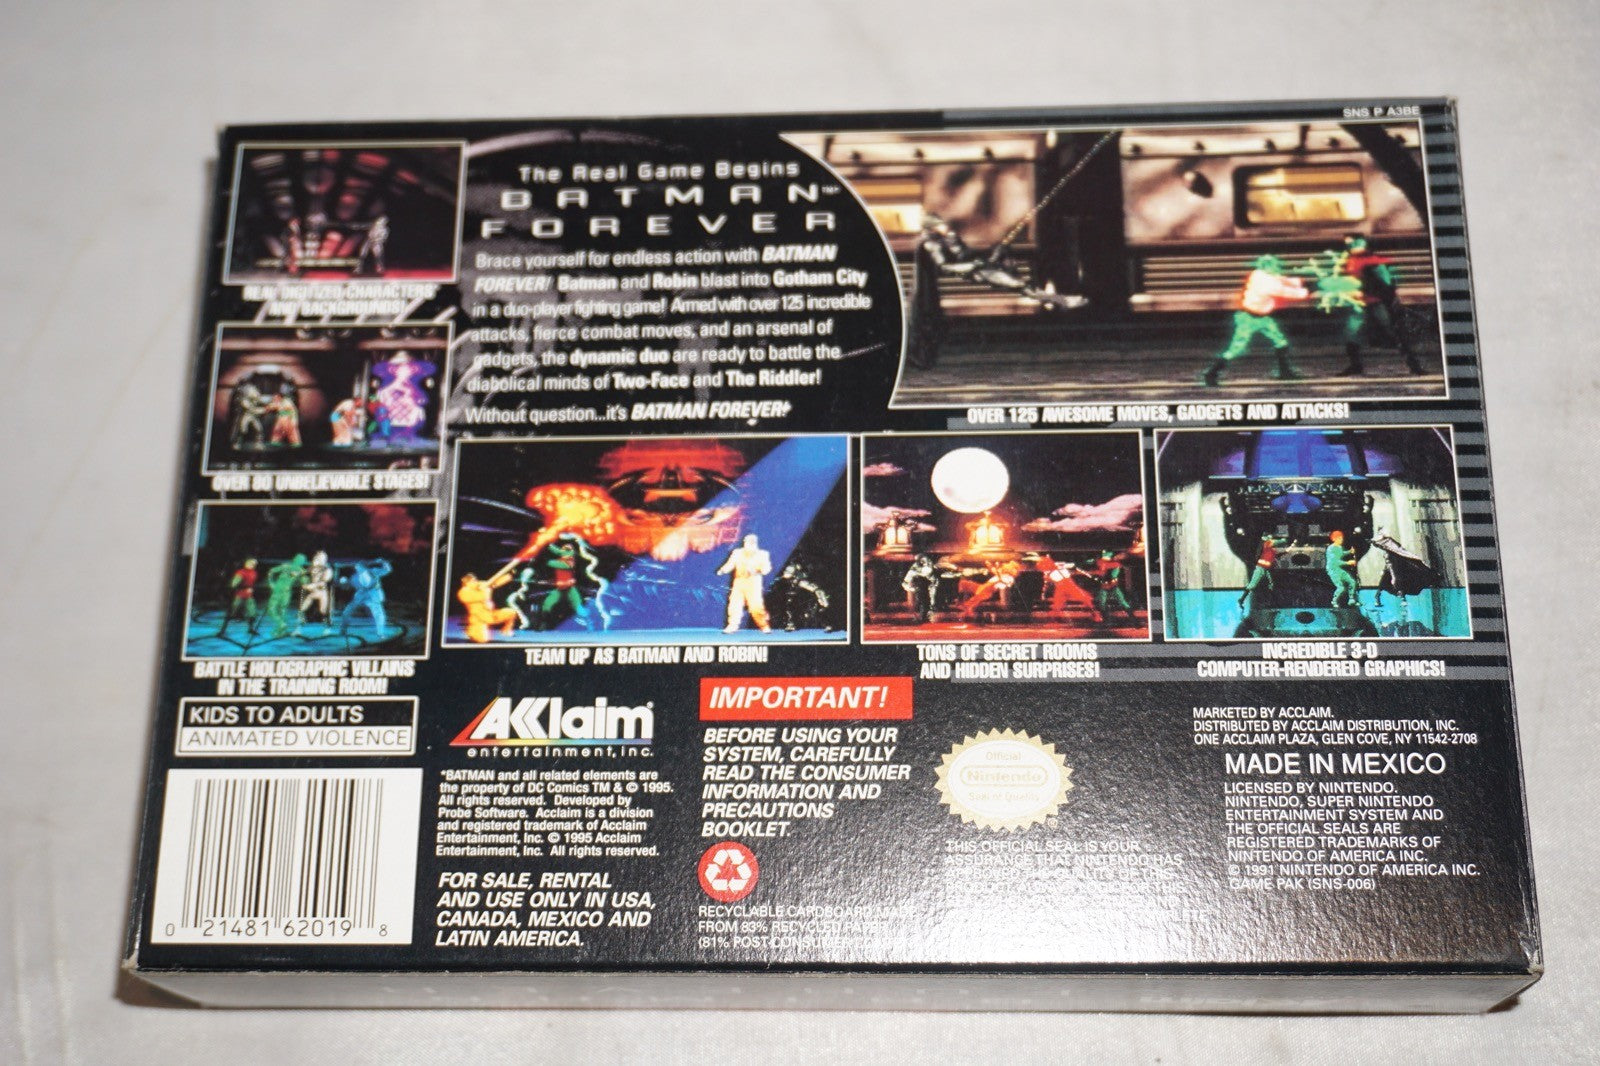 SNS P A3BE
The Real Game Begins
BATMAN™*
FOREVER
Brace yourself for endless action with BATMAN
FOREVER! Batman and Robin blast into Gotham City
in a duo-player fighting game! Armed with over 125 incredible
attacks, fierce combat moves, and an arsenal of
gadgets, the dynamic duo are ready to battle the
diabolical minds of Two-Face and The Riddler!
Without question...it's BATMAN FOREVER!
REAL DIGITIZED CHARACTERS
AND BACKGROUNDS!
OVER 80 UNBELIEVABLE STAGES!
BATTLE HOLOGRAPHIC VILLAINS
IN THE TRAINING ROOM!
OVER 125 AWESOME MOVES, GADGETS AND ATTACKS!
TEAM UP AS BATMAN AND ROBIN!
TONS OF SECRET ROOMS
AND HIDDEN SURPRISES!
INCREDIBLE 3-D
COMPUTER-RENDERED GRAPHICS!
KIDS TO ADULTS
ANIMATED VIOLENCE
0 21481 62019 8
AKKlaim
entertainment, inc.
*BATMAN and all related elements are
the property of DC Comics TM & © 1995.
All rights reserved. Developed by
Probe Software. Acclaim is a division
and registered trademark of Acclaim
Entertainment, Inc. © 1995 Acclaim
Entertainment, Inc. All rights reserved.
FOR SALE, RENTAL
AND USE ONLY IN USA,
CANADA, MEXICO AND
LATIN AMERICA.
IMPORTANT!
BEFORE USING YOUR
SYSTEM, CAREFULLY
READ THE CONSUMER
INFORMATION AND
PRECAUTIONS
BOOKLET.
RECYCLABLE CARDBOARD MADE
FROM 83% RECYCLED PAPER
(81% POST-CONSUMER
Official
Nintendo
Seal of Quality
THIS OFFICIAL SEAL IS YOUR
ASSURANCE THAT NINTENDO HAS
THE QUALITY OF THIS
FOR THIS
MARKETED BY ACCLAIM.
DISTRIBUTED BY ACCLAIM DISTRIBUTION, INC.
ONE ACCLAIM PLAZA, GLEN COVE, NY 11542-2708
MADE IN MEXICO
LICENSED BY NINTENDO.
NINTENDO, SUPER NINTENDO
ENTERTAINMENT SYSTEM AND
THE OFFICIAL SEALS ARE
REGISTERED TRADEMARKS OF
NINTENDO OF AMERICA INC.
© 1991 NINTENDO OF AMERICA INC.
GAME PAK (SNS-006)